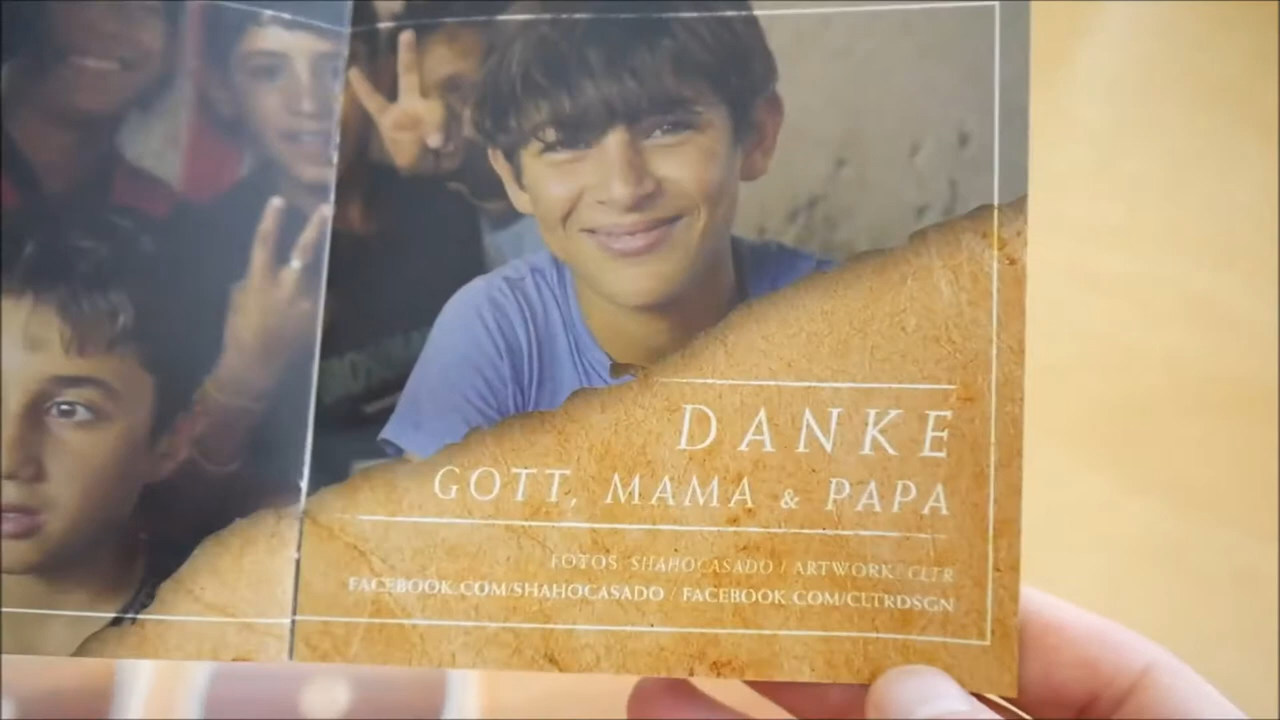 DANKE
GOTT, MAMA & PAPA
FOTOS: SHAHOCASADO / ARTWORK: CLTR
FACEBOOK.COM/SHAHOCASADO / FACEBOOK.COM/CLTRDSGN